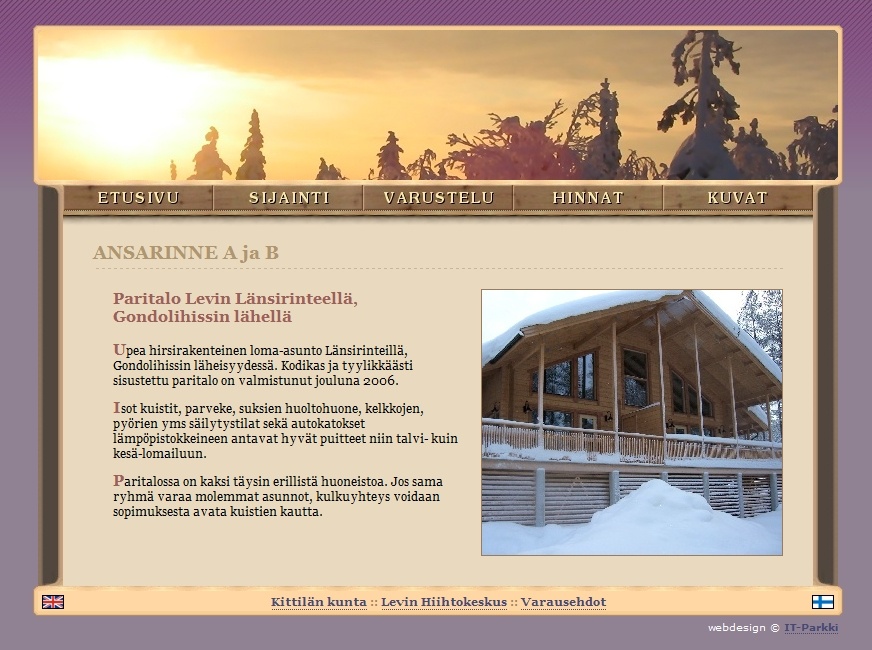 ETUSIVU SIJAINTI VARUSTELU HINNAT KUVAT
ANSARINNE A ja B
Paritalo Levin Länsirinteellä,
Gondolihissin lähellä
Upea hirsirakenteinen loma-asunto Länsirinteillä,
Gondolihissin läheisyydessä. Kodikas ja tyylikkäästi
sisustettu paritalo on valmistunut jouluna 2006.
Isot kuistit, parveke, suksien huoltohuone, kelkkojen,
pyörien yms säilytystilat sekä autokatokset
lämpöpistokkeineen antavat hyvät puitteet niin talvi- kuin
kesä-lomailuun.
Paritalossa on kaksi täysin erillistä huoneistoa. Jos sama
ryhmä varaa molemmat asunnot, kulkuyhteys voidaan
sopimuksesta avata kuistien kautta.
Kittilän kunta :: Levin Hiihtokeskus :: Varausehdot
webdesign © IT-Parkki